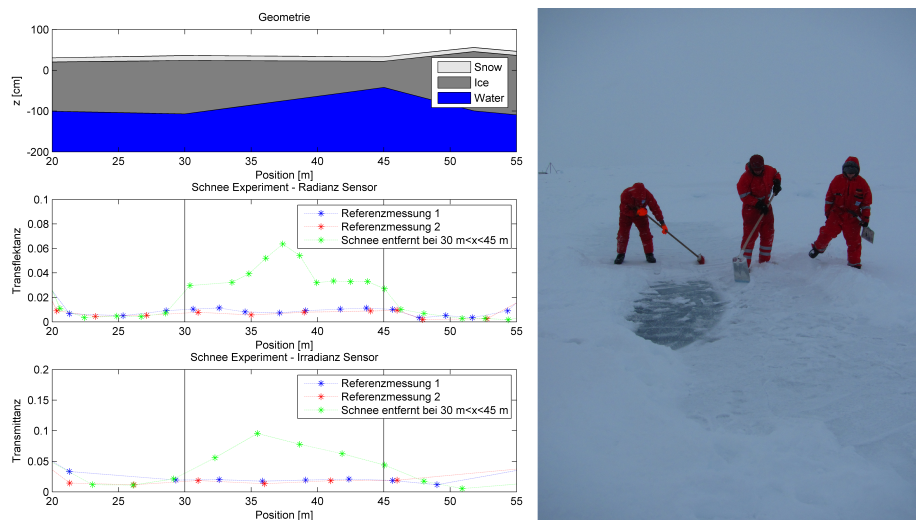 Geometrie
100
0
-100
-200
z [cm]
Snow
Ice
Water
20 25 30 35 40 45 50 55
Position [m]
Schnee Experiment - Radianz Sensor
0.1
0.08
0.06
0.04
0.02
0
Transflektanz
Referenzmessung 1
Referenzmessung 2
Schnee entfernt bei 30 m<x<45 m
20 25 30 35 40 45 50 55
Position [m]
Schnee Experiment - Irradianz Sensor
0.2
0.15
0.1
0.05
0
Transmittanz
Referenzmessung 1
Referenzmessung 2
Schnee entfernt bei 30 m<x<45 m
20 25 30 35 40 45 50 55
Position [m]